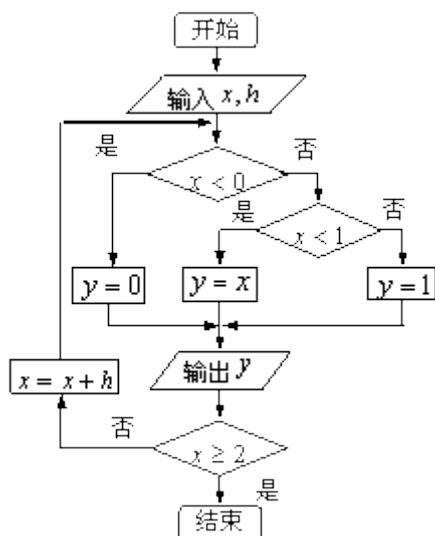 开始
输入 x, h
是
否
x < 0
是
否
x < 1
y = 0
y = x
y = 1
输出 y
x = x + h
否
x ≥ 2
是
结束